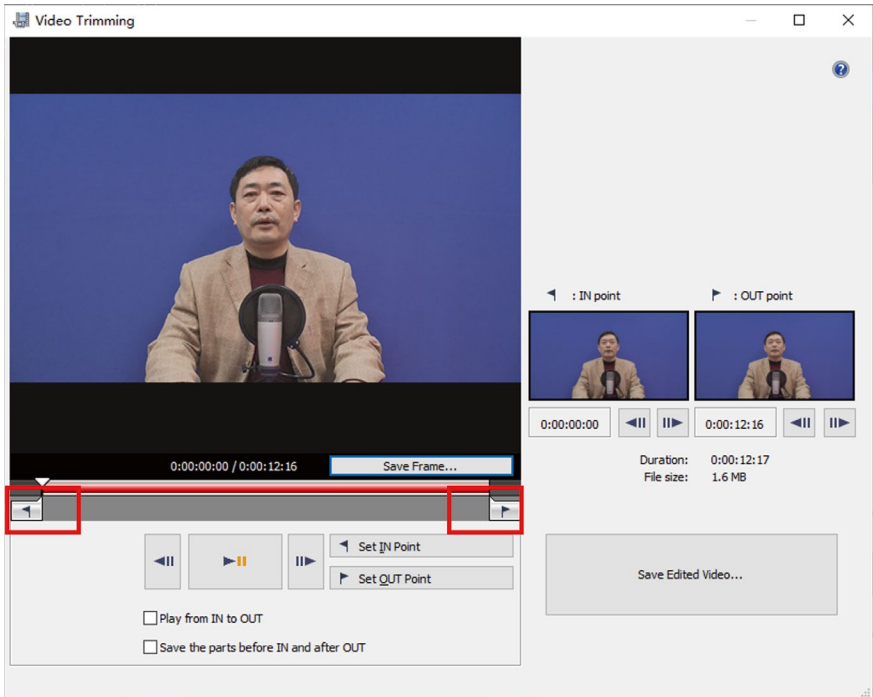 Video Trimming
: IN point
: OUT point
0:00:00:00
0:00:12:16
0:00:00:00 / 0:00:12:16
Save Frame...
Duration: 0:00:12:17
File size: 1.6 MB
Set IN Point
Set OUT Point
Save Edited Video...
Play from IN to OUT
Save the parts before IN and after OUT